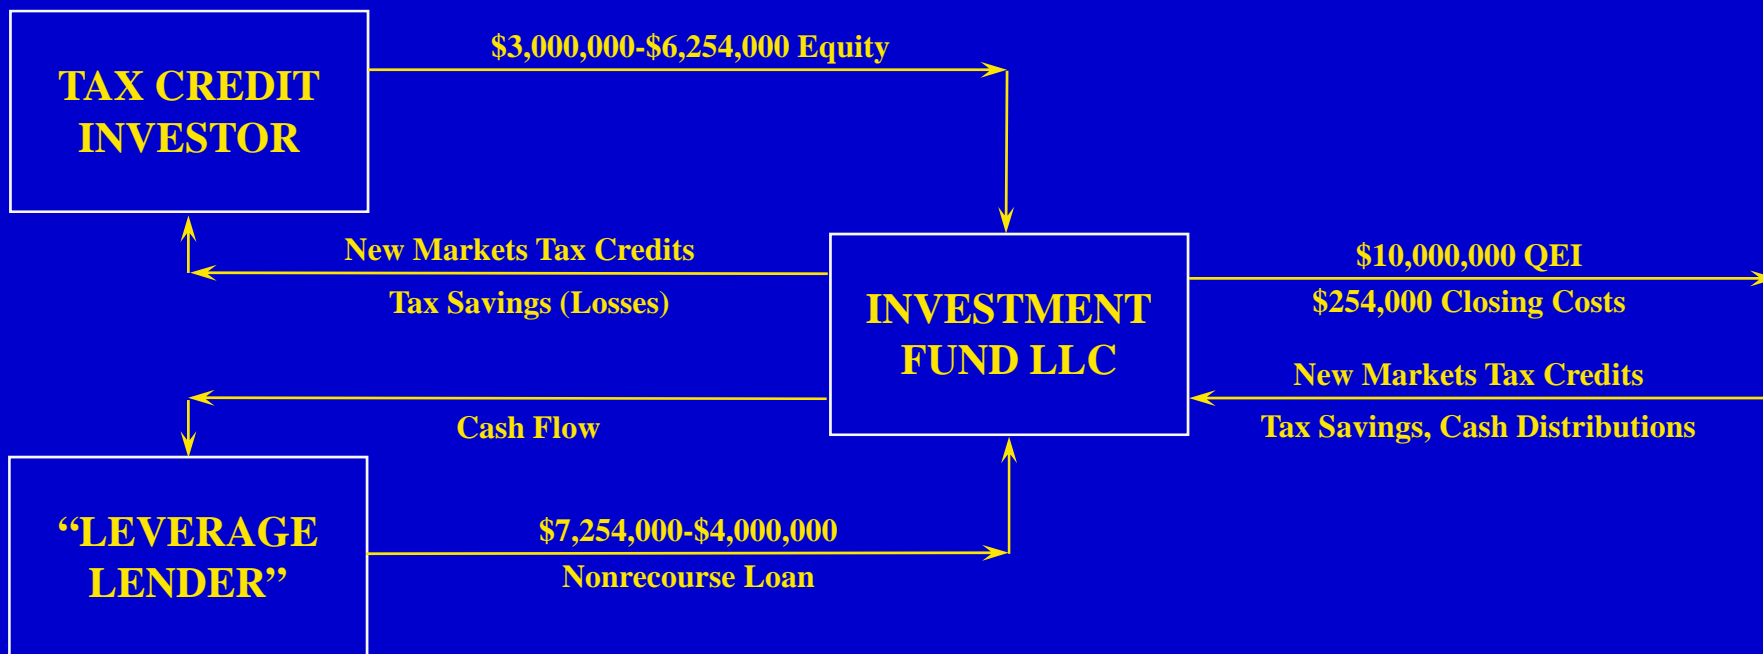 $3,000,000-$6,254,000 Equity
TAX CREDIT
INVESTOR
New Markets Tax Credits
Tax Savings (Losses)
$10,000,000 QEI
$254,000 Closing Costs
INVESTMENT
FUND LLC
New Markets Tax Credits
Tax Savings, Cash Distributions
Cash Flow
“LEVERAGE
LENDER”
$7,254,000-$4,000,000
Nonrecourse Loan